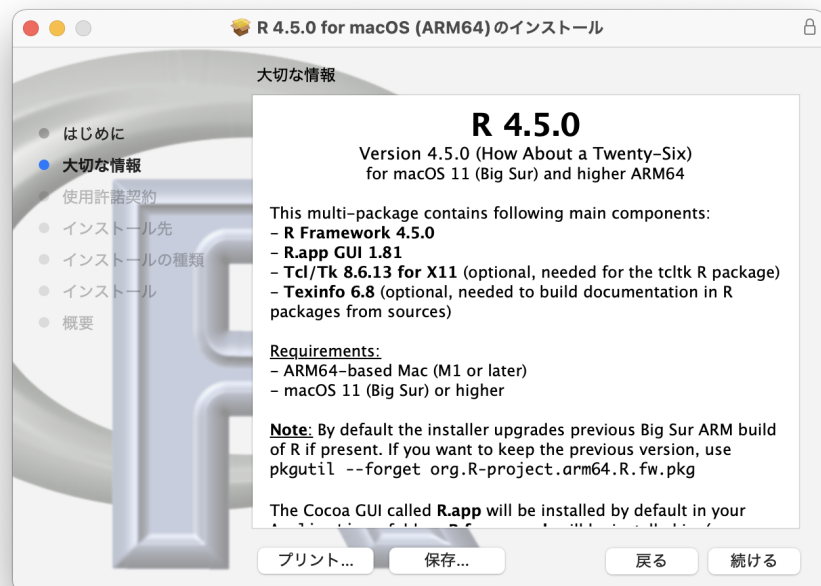 R 4.5.0 for macOS (ARM64)のインストール
大切な情報
はじめに
大切な情報
使用許諾契約
インストール先
インストールの種類
インストール
概要
R 4.5.0
Version 4.5.0 (How About a Twenty-Six)
for macOS 11 (Big Sur) and higher ARM64
This multi-package contains following main components:
- R Framework 4.5.0
- R.app GUI 1.81
- Tcl/Tk 8.6.13 for X11 (optional, needed for the tcltk R package)
- Texinfo 6.8 (optional, needed to build documentation in R
packages from sources)
Requirements:
- ARM64-based Mac (M1 or later)
- macOS 11 (Big Sur) or higher
Note: By default the installer upgrades previous Big Sur ARM build
of R if present. If you want to keep the previous version, use
pkgutil --forget org.R-project.arm64.R.fw.pkg
The Cocoa GUI called R.app will be installed by default in your
プリント...
保存...
戻る
続ける